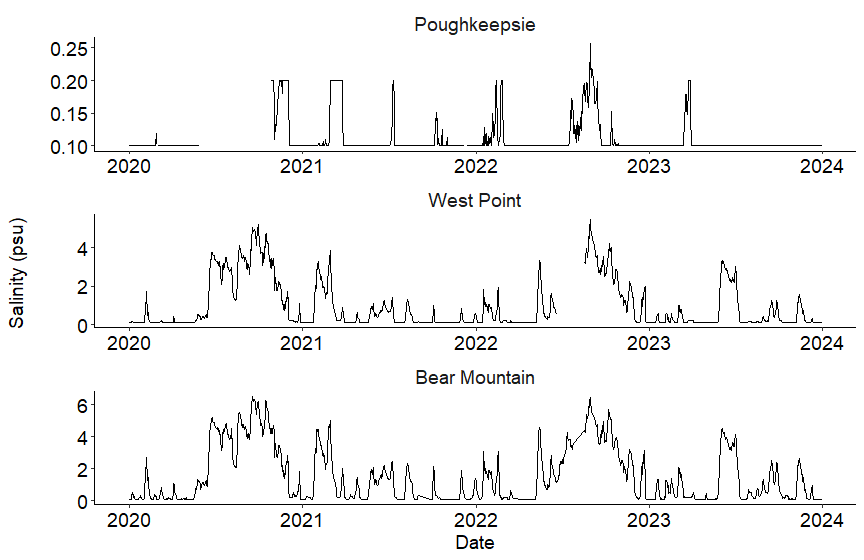 Poughkeepsie
0.25
0.20
0.15
0.10
2020 2021 2022 2023 2024
West Point
4
2
0
2020 2021 2022 2023 2024
Salinity (psu)
Bear Mountain
6
4
2
0
2020 2021 2022 2023 2024
Date